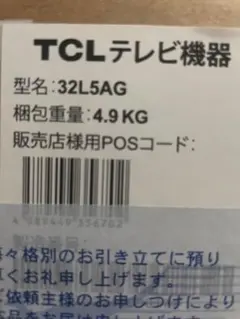 TCLテレビ機器
型名: 32L5AG
梱包重量: 4.9 KG
販売店様用POSコード:
々格別のお引き立てに預り
くお礼申し上げます。
ご依頼主様のお申しつけにより